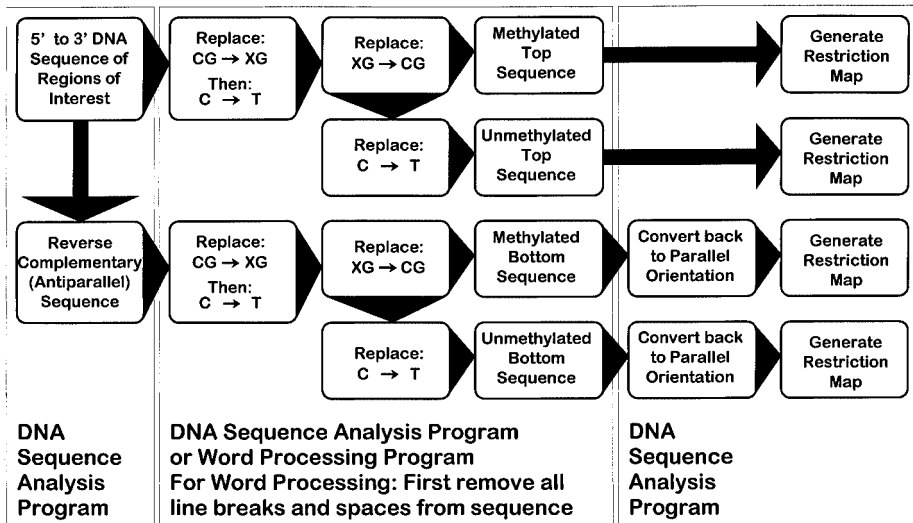 5' to 3' DNA
Sequence of
Regions of
Interest
Replace:
CG → XG
Then:
C → T
Replace:
XG → CG
Methylated
Top
Sequence
Generate
Restriction
Map
Replace:
C → T
Unmethylated
Top
Sequence
Generate
Restriction
Map
Reverse
Complementary
(Antiparallel)
Sequence
Replace:
CG → XG
Then:
C → T
Replace:
XG → CG
Methylated
Bottom
Sequence
Convert back
to Parallel
Orientation
Generate
Restriction
Map
Replace:
C → T
Unmethylated
Bottom
Sequence
Convert back
to Parallel
Orientation
Generate
Restriction
Map
DNA
Sequence
Analysis
Program
DNA Sequence Analysis Program
or Word Processing Program
For Word Processing: First remove all
line breaks and spaces from sequence
DNA
Sequence
Analysis
Program